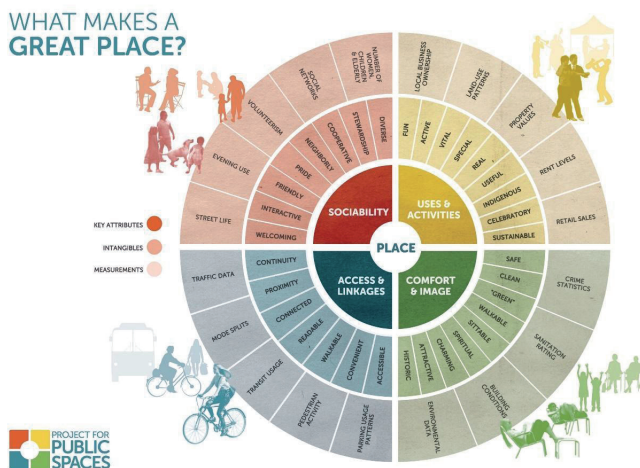 WHAT MAKES A
GREAT PLACE?
KEY ATTRIBUTES
INTANGIBLES
MEASUREMENTS
PLACE
SOCIABILITY
USES &
ACTIVITIES
ACCESS &
LINKAGES
COMFORT
& IMAGE
WELCOMING
INTERACTIVE
FRIENDLY
PRIDE
NEIGHBORLY
COOPERATIVE
STEWARDSHIP
DIVERSE
STREET LIFE
EVENING USE
VOLUNTEERISM
SOCIAL
NETWORKS
NUMBER OF
WOMEN,
CHILDREN
& ELDERLY
FUN
ACTIVE
VITAL
SPECIAL
REAL
USEFUL
INDIGENOUS
CELEBRATORY
SUSTAINABLE
LOCAL BUSINESS
OWNERSHIP
LAND-USE
PATTERNS
PROPERTY
VALUES
RENT LEVELS
RETAIL SALES
SAFE
CLEAN
"GREEN"
WALKABLE
SITTABLE
SPIRITUAL
CHARMING
ATTRACTIVE
HISTORIC
CRIME
STATISTICS
SANITATION
RATING
BUILDING
CONDITIONS
ENVIRONMENTAL
DATA
CONTINUITY
PROXIMITY
CONNECTED
READABLE
WALKABLE
CONVENIENT
ACCESSIBLE
TRAFFIC DATA
MODE SPLITS
TRANSIT USAGE
PEDESTRIAN
ACTIVITY
PARKING USAGE
PATTERNS
PROJECT FOR
PUBLIC
SPACES